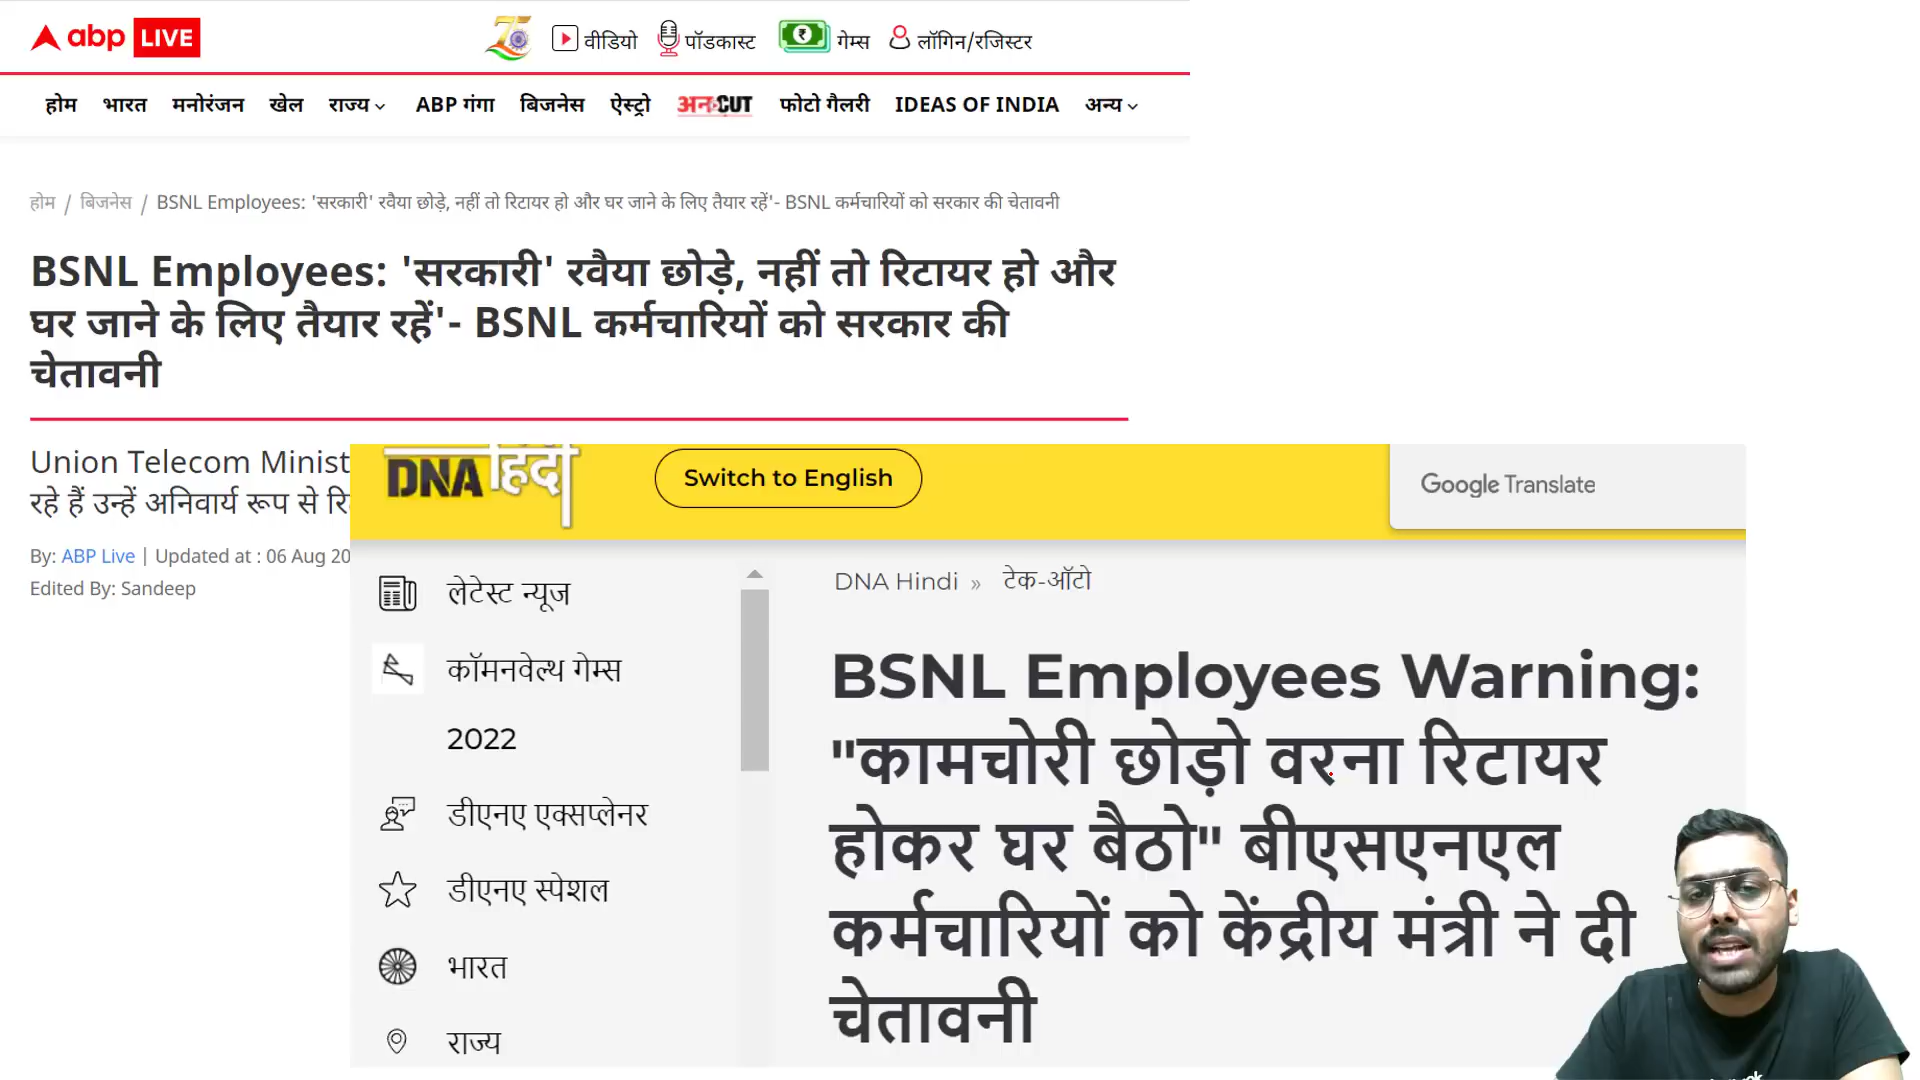 abp LIVE
वीडियो पॉडकास्ट गेम्स लॉगिन/रजिस्टर
होम भारत मनोरंजन खेल राज्य ABP गंगा बिजनेस ऐस्ट्रो अनCUT फोटो गैलरी IDEAS OF INDIA अन्य
होम / बिजनेस / BSNL Employees: 'सरकारी' रवैया छोड़े, नहीं तो रिटायर हो और घर जाने के लिए तैयार रहें'- BSNL कर्मचारियों को सरकार की चेतावनी
BSNL Employees: 'सरकारी' रवैया छोड़े, नहीं तो रिटायर हो और
घर जाने के लिए तैयार रहें'- BSNL कर्मचारियों को सरकार की
चेतावनी
Union Telecom Minist
रहे हैं उन्हें अनिवार्य रूप से रि
By: ABP Live | Updated at : 06 Aug 20
Edited By: Sandeep
DNA हिंदी
Switch to English
Google Translate
लेटेस्ट न्यूज
कॉमनवेल्थ गेम्स
2022
डीएनए एक्सप्लेनर
डीएनए स्पेशल
भारत
राज्य
DNA Hindi » टेक-ऑटो
BSNL Employees Warning:
"कामचोरी छोड़ो वरना रिटायर
होकर घर बैठो" बीएसएनएल
कर्मचारियों को केंद्रीय मंत्री ने दी
चेतावनी